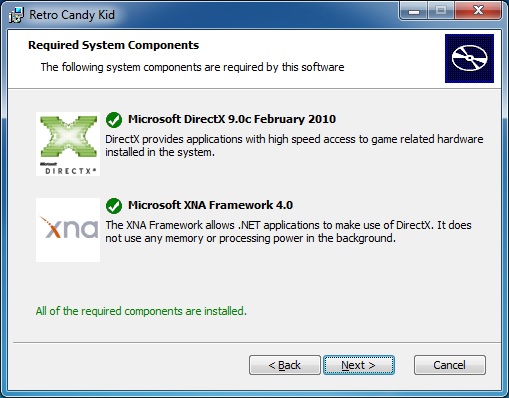 Retro Candy Kid
Required System Components
The following system components are required by this software
Microsoft DirectX 9.0c February 2010
DirectX provides applications with high speed access to game related hardware
installed in the system.
Microsoft
DIRECTX®
Microsoft XNA Framework 4.0
The XNA Framework allows .NET applications to make use of DirectX. It does
not use any memory or processing power in the background.
xna
All of the required components are installed.
< Back
Next >
Cancel